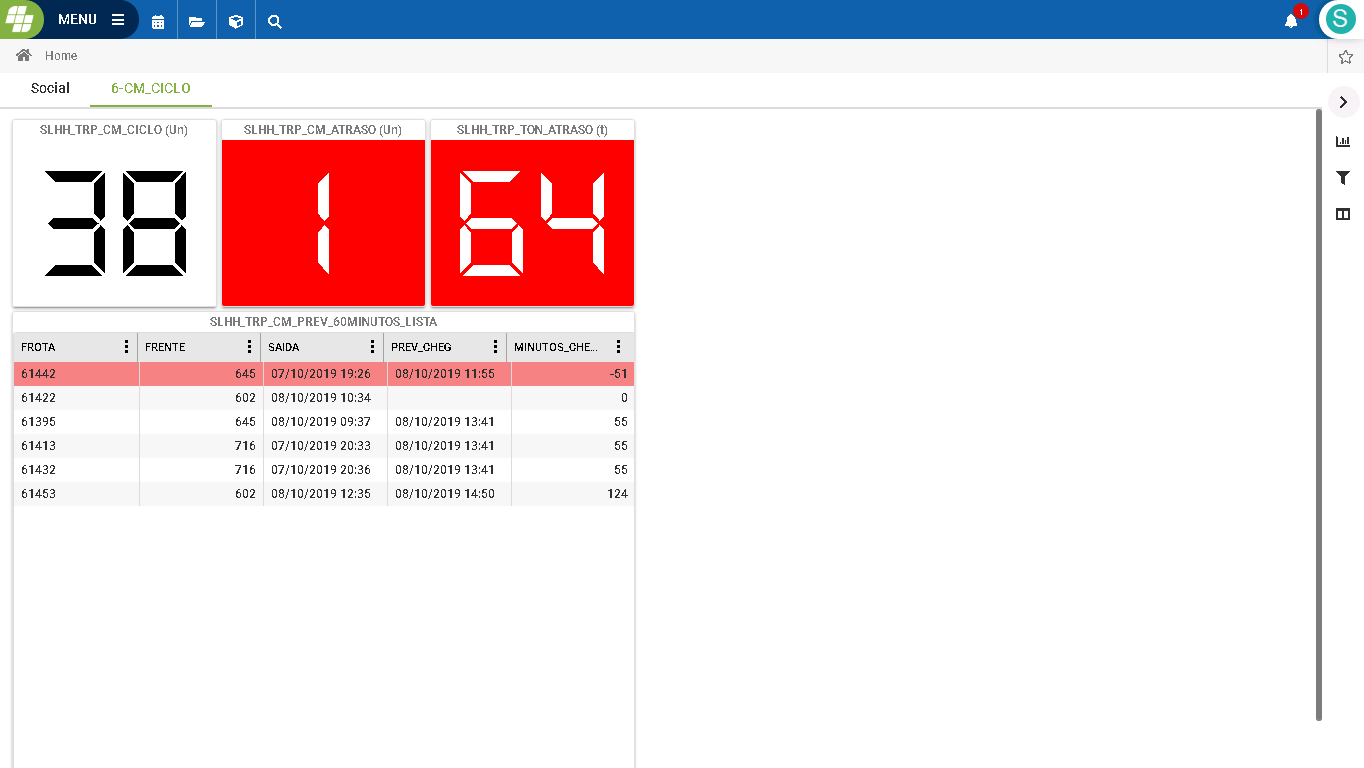 MENU
1
S
Home
Social 6-CM_CICLO
SLHH_TRP_CM_CICLO (Un) SLHH_TRP_CM_ATRASO (Un) SLHH_TRP_TON_ATRASO (t)
38 1 64
SLHH_TRP_CM_PREV_60MINUTOS_LISTA
FROTA FRENTE SAIDA PREV_CHEG MINUTOS_CHE...
61442 645 07/10/2019 19:26 08/10/2019 11:55 -51
61422 602 08/10/2019 10:34 0
61395 645 08/10/2019 09:37 08/10/2019 13:41 55
61413 716 07/10/2019 20:33 08/10/2019 13:41 55
61432 716 07/10/2019 20:36 08/10/2019 13:41 55
61453 602 08/10/2019 12:35 08/10/2019 14:50 124